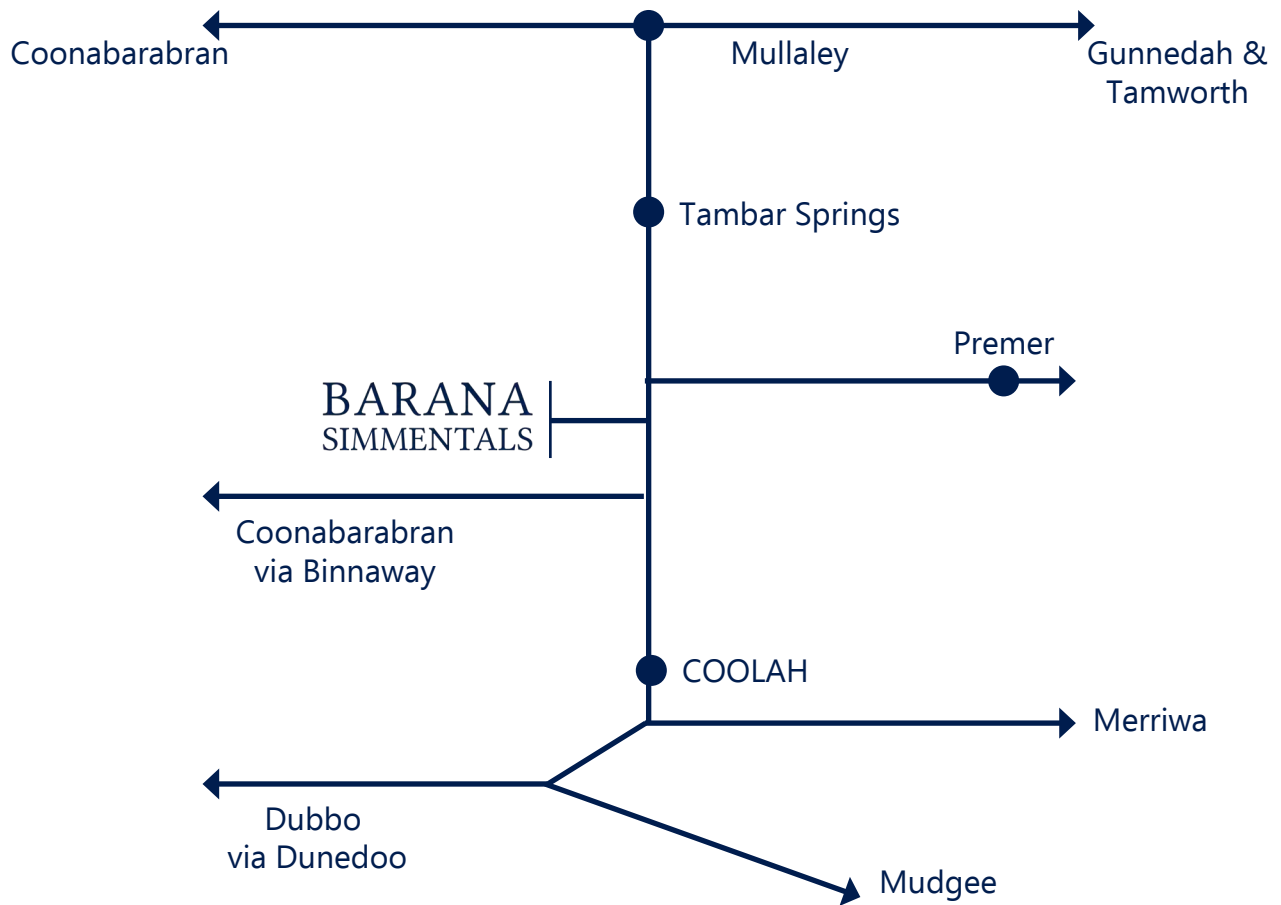 Coonabarabran
Mullaley
Gunnedah &
Tamworth
Tambar Springs
Premer
BARANA
SIMMENTALS
Coonabarabran
via Binnaway
COOLAH
Merriwa
Dubbo
via Dunedoo
Mudgee